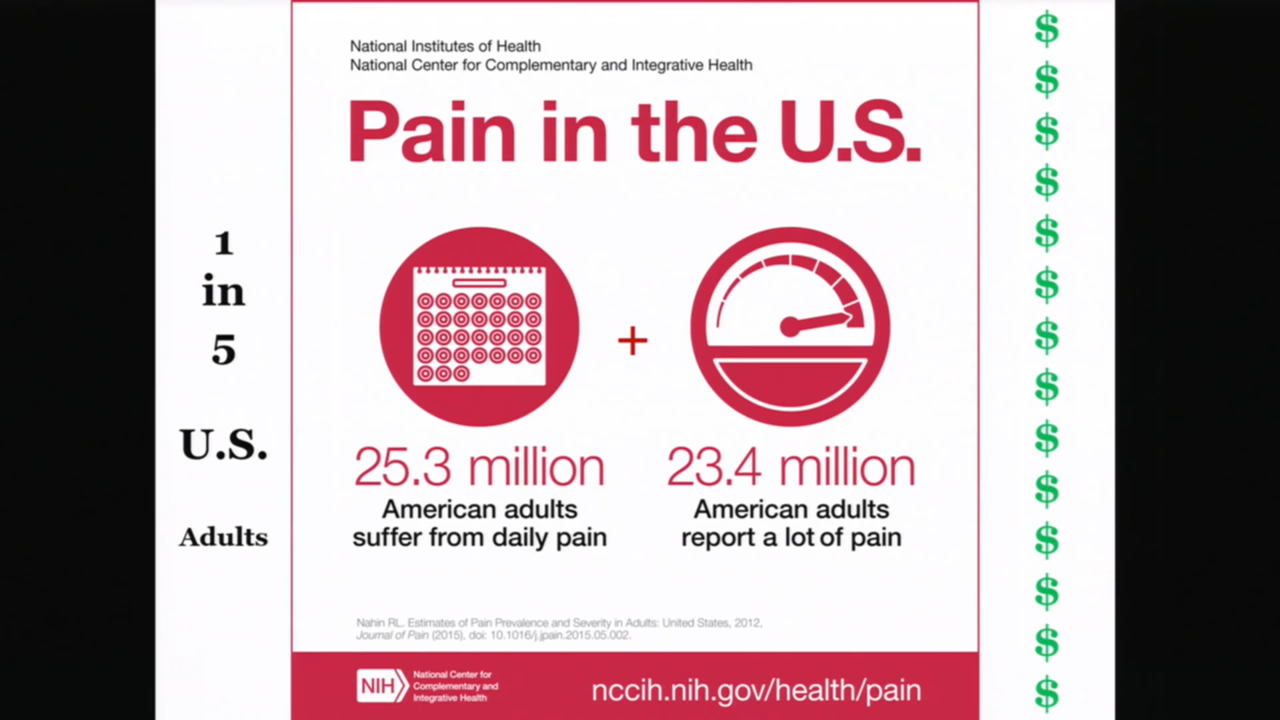 National Institutes of Health
National Center for Complementary and Integrative Health
Pain in the U.S.
1
in
5
U.S.
Adults
+
25.3 million
American adults
suffer from daily pain
23.4 million
American adults
report a lot of pain
Nahin RL. Estimates of Pain Prevalence and Severity in Adults: United States, 2012,
Journal of Pain (2015), doi: 10.1016/j.jpain.2015.05.002.
NIH
National Center for
Complementary and
Integrative Health
nccih.nih.gov/health/pain
$
$
$
$
$
$
$
$
$
$
$
$
$
$